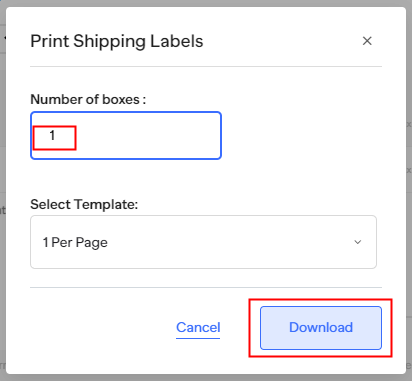 Print Shipping Labels
Number of boxes :
1
Select Template:
1 Per Page
Cancel
Download